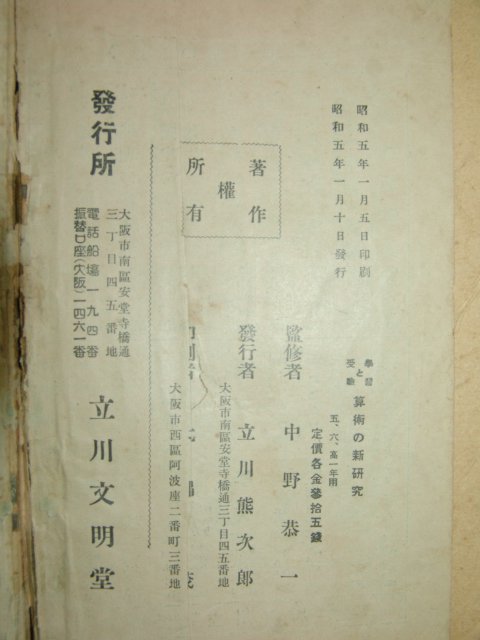 昭和五年一月五日印刷
昭和五年一月十日發行
學習と受驗 算術の新研究
五、六、高一年用
定價各金參拾五錢
著作權所有
監修者 中野恭一
大阪市南區安堂寺橋通三丁目四五番地
發行者 立川熊次郎
大阪市西區阿波座二番町三番地
印刷者
發行所
大阪市南區安堂寺橋通
三丁目四五番地
電話船場一九四番
振替口座(大阪)一四六一番
立川文明堂